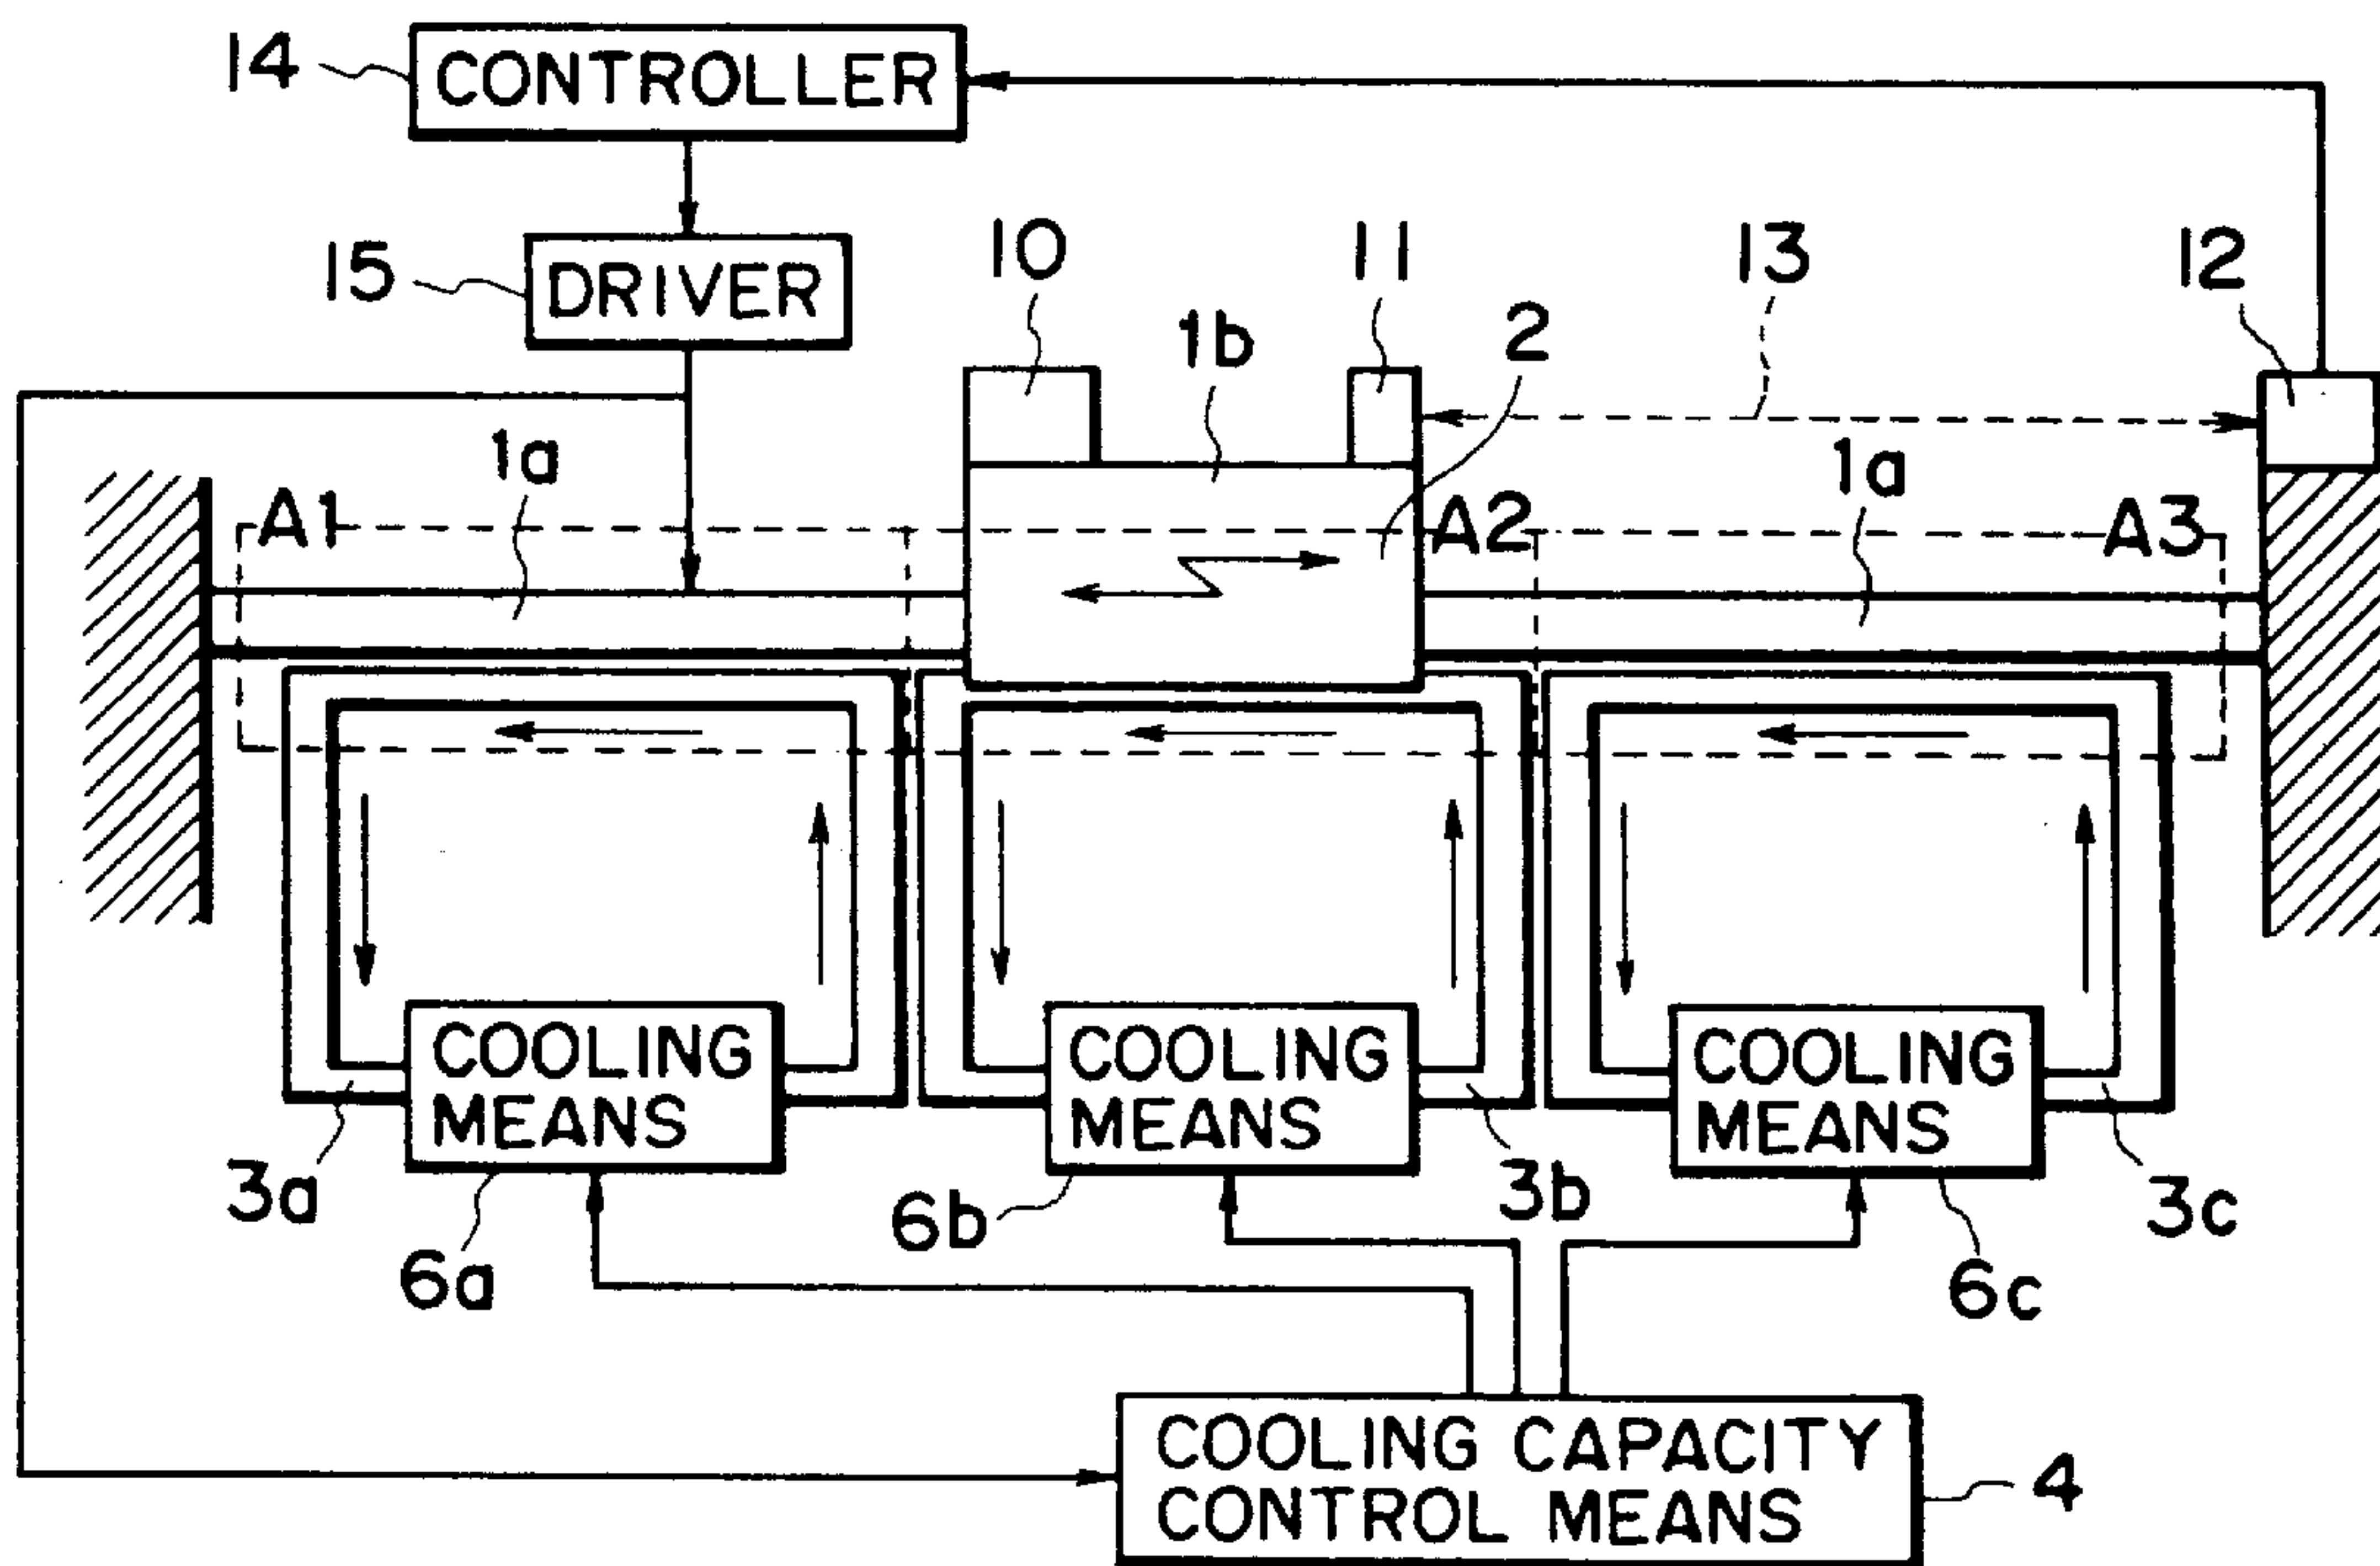 14
CONTROLLER
15
DRIVER
10
11
13
12
1b
2
1a
1a
A1
A2
A3
COOLING
MEANS
COOLING
MEANS
COOLING
MEANS
3a
6a
6b
3b
3c
6c
COOLING CAPACITY
CONTROL MEANS
4